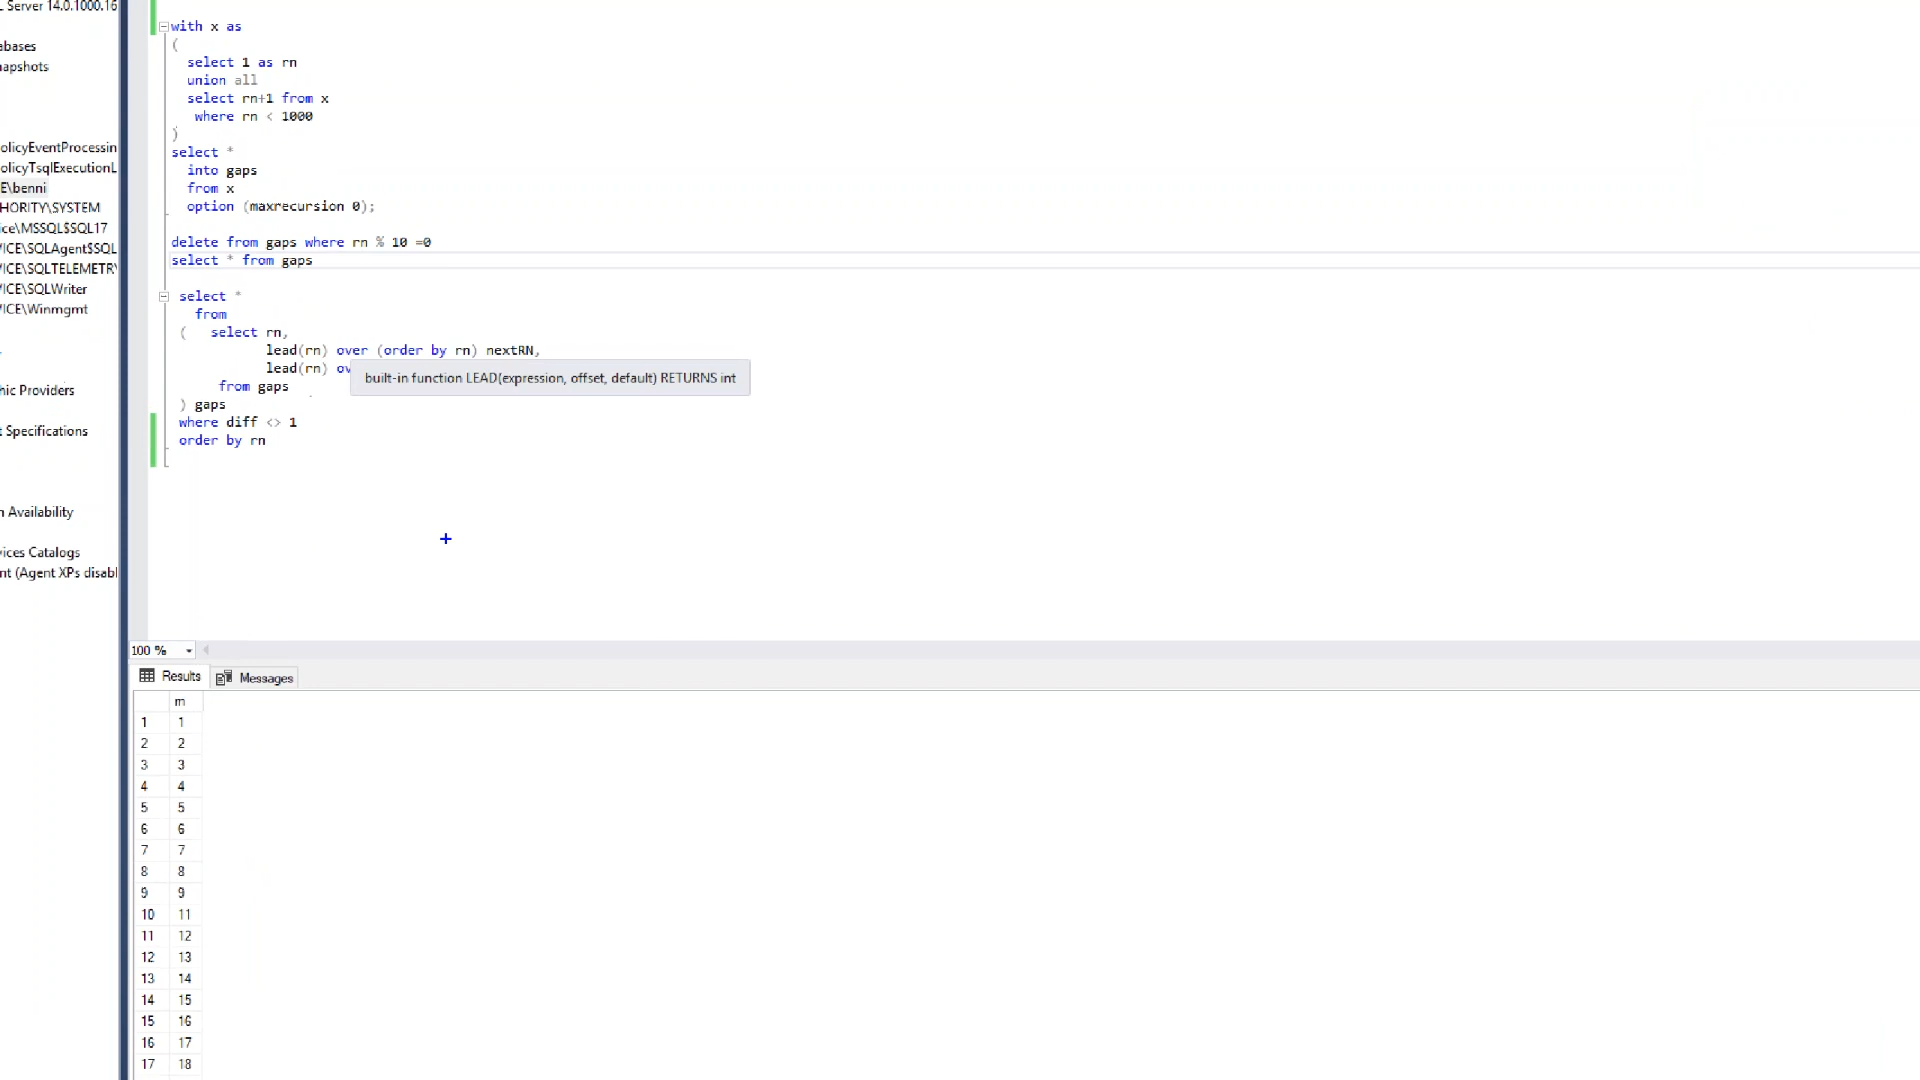 L Server 14.0.1000.16
abases
napshots
olicyEventProcessin
olicyTsqlExecutionL
E\benni
HORITY\SYSTEM
ice\MSSQL$SQL17
/ICE\SQLAgent$SQL
/ICE\SQLTELEMETRY
/ICE\SQLWriter
/ICE\Winmgmt
hic Providers
t Specifications
n Availability
vices Catalogs
nt (Agent XPs disabl
with x as
(
select 1 as rn
union all
select rn+1 from x
where rn < 1000
)
select *
into gaps
from x
option (maxrecursion 0);
delete from gaps where rn % 10 =0
select * from gaps
select *
from
( select rn,
lead(rn) over (order by rn) nextRN,
lead(rn) ov
built-in function LEAD(expression, offset, default) RETURNS int
from gaps
) gaps
where diff <> 1
order by rn
100 %
Results Messages
rn
1 1
2 2
3 3
4 4
5 5
6 6
7 7
8 8
9 9
10 11
11 12
12 13
13 14
14 15
15 16
16 17
17 18